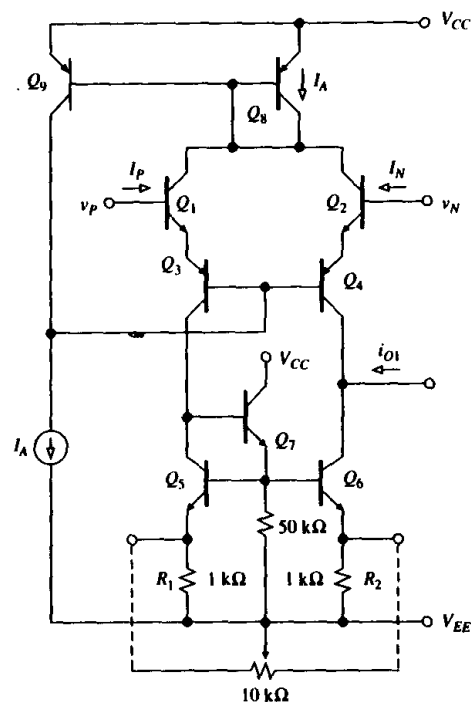 V_CC
Q_9
Q_8
I_A
I_P
I_N
v_P
Q_1
Q_2
v_N
Q_3
Q_4
V_CC
i_O1
I_A
Q_7
Q_5
Q_6
50 kΩ
R_1
1 kΩ
1 kΩ
R_2
V_EE
10 kΩ